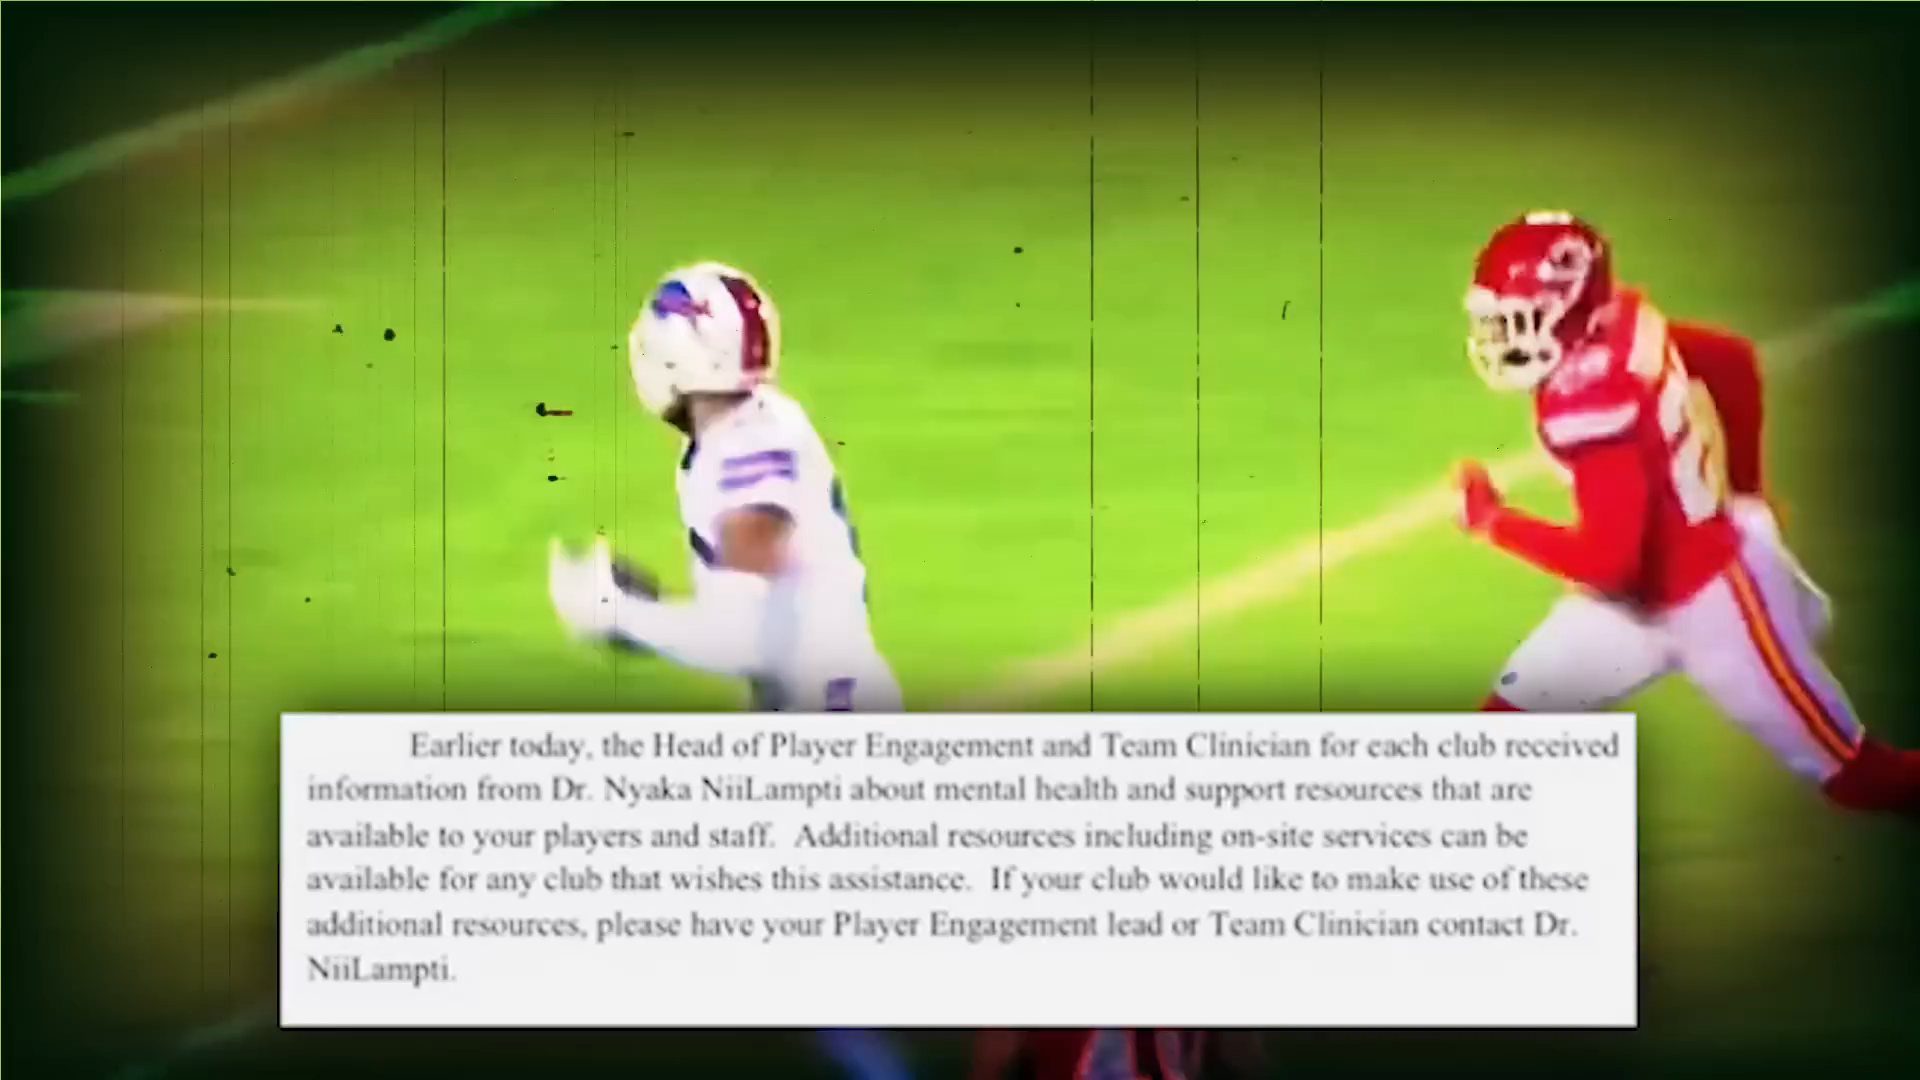 Earlier today, the Head of Player Engagement and Team Clinician for each club received
information from Dr. Nyaka NiiLampti about mental health and support resources that are
available to your players and staff.  Additional resources including on-site services can be
available for any club that wishes this assistance.  If your club would like to make use of these
additional resources, please have your Player Engagement lead or Team Clinician contact Dr.
NiiLampti.